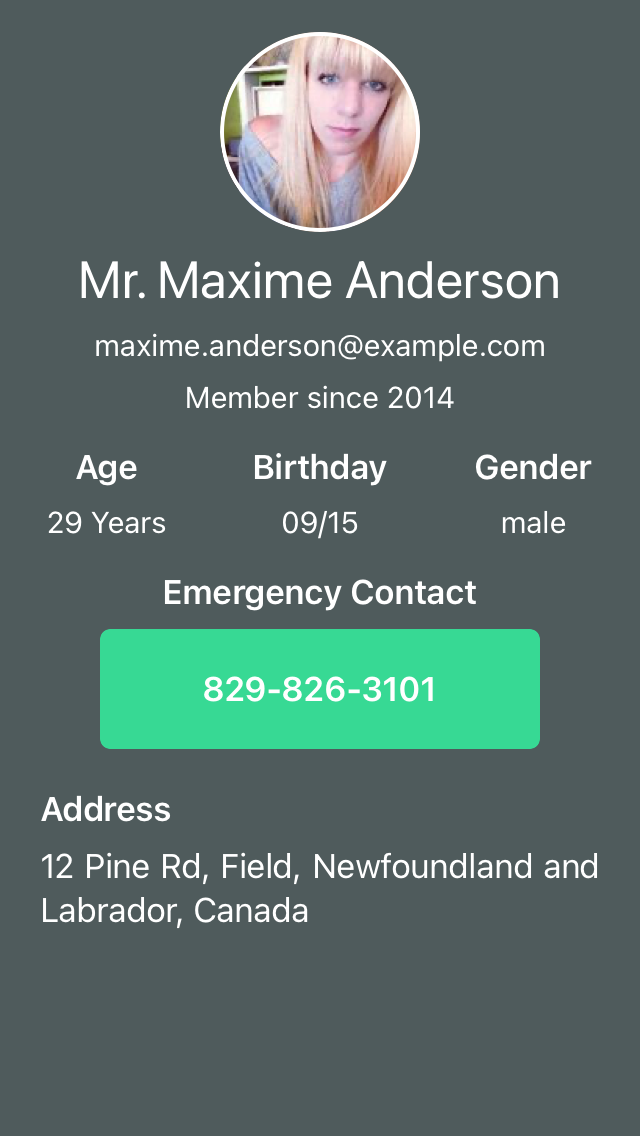 Mr. Maxime Anderson
maxime.anderson@example.com
Member since 2014
Age Birthday Gender
29 Years 09/15 male
Emergency Contact
829-826-3101
Address
12 Pine Rd, Field, Newfoundland and
Labrador, Canada